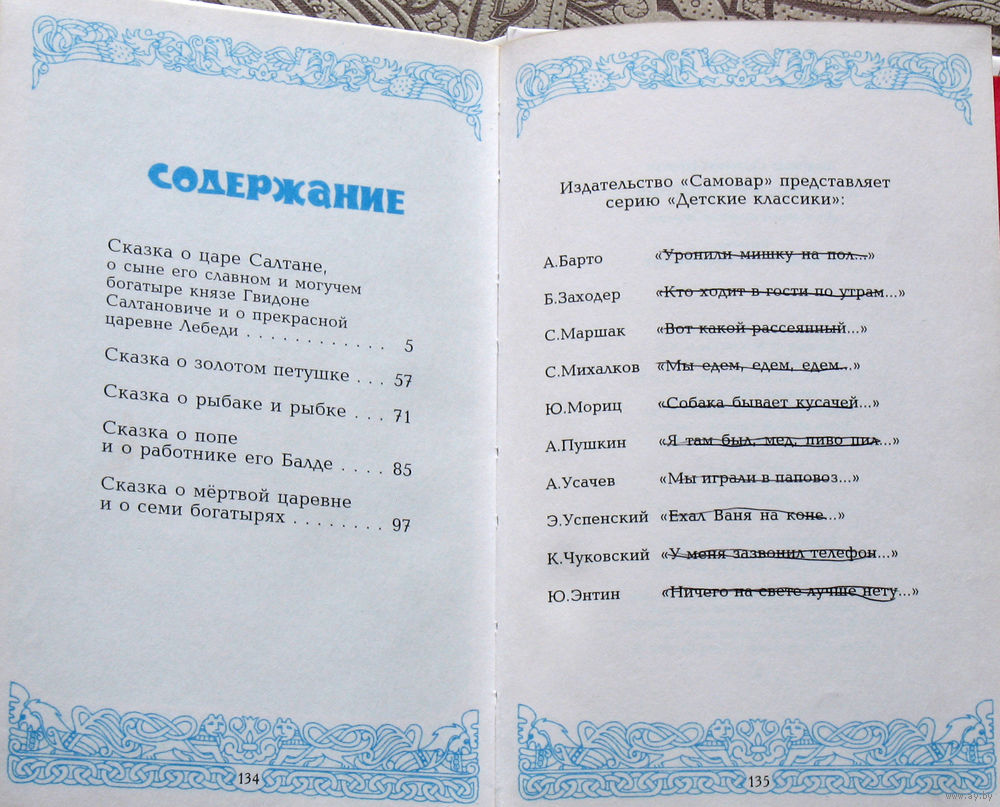 СОДЕРЖАНИЕ
Сказка о царе Салтане,
о сыне его славном и могучем
богатыре князе Гвидоне
Салтановиче и о прекрасной
царевне Лебеди . . . . . . . . . . . . 5
Сказка о золотом петушке . . . 57
Сказка о рыбаке и рыбке . . . 71
Сказка о попе
и о работнике его Балде . . . . 85
Сказка о мёртвой царевне
и о семи богатырях . . . . . . . . 97
134
Издательство «Самовар» представляет
серию «Детские классики»:
А.Барто «Уронили мишку на пол...»
Б.Заходер «Кто ходит в гости по утрам...»
С.Маршак «Вот какой рассеянный...»
С.Михалков «Мы едем, едем, едем...»
Ю.Мориц «Собака бывает кусачей...»
А.Пушкин «Я там был, мед, пиво пил...»
А.Усачев «Мы играли в паповоз...»
Э.Успенский «Ехал Ваня на коне...»
К.Чуковский «У меня зазвонил телефон...»
Ю.Энтин «Ничего на свете лучше нету...»
135
www.ay.by